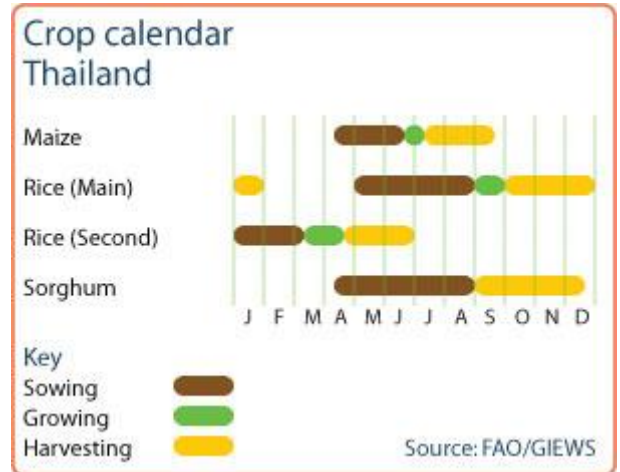 Crop calendar
Thailand
Maize
Rice (Main)
Rice (Second)
Sorghum
J F M A M J J A S O N D
Key
Sowing
Growing
Harvesting
Source: FAO/GIEWS